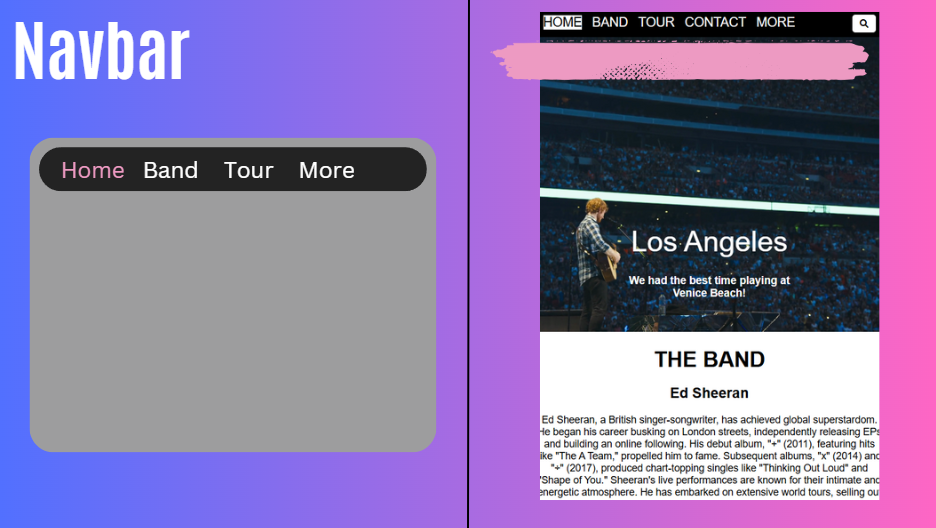 Navbar
Home Band Tour More
HOME BAND TOUR CONTACT MORE
Los Angeles
We had the best time playing at
Venice Beach!
THE BAND
Ed Sheeran
Ed Sheeran, a British singer-songwriter, has achieved global superstardom.
He began his career busking on London streets, independently releasing EPs
and building an online following. His debut album, "+" (2011), featuring hits
like "The A Team," propelled him to fame. Subsequent albums, "x" (2014) and
"÷" (2017), produced chart-topping singles like "Thinking Out Loud" and
"Shape of You." Sheeran's live performances are known for their intimate and
energetic atmosphere. He has embarked on extensive world tours, selling out